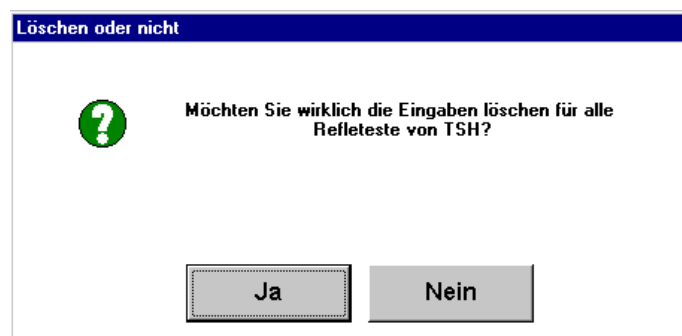 Löschen oder nicht
Möchten Sie wirklich die Eingaben löschen für alle
Refleteste von TSH?
Ja
Nein